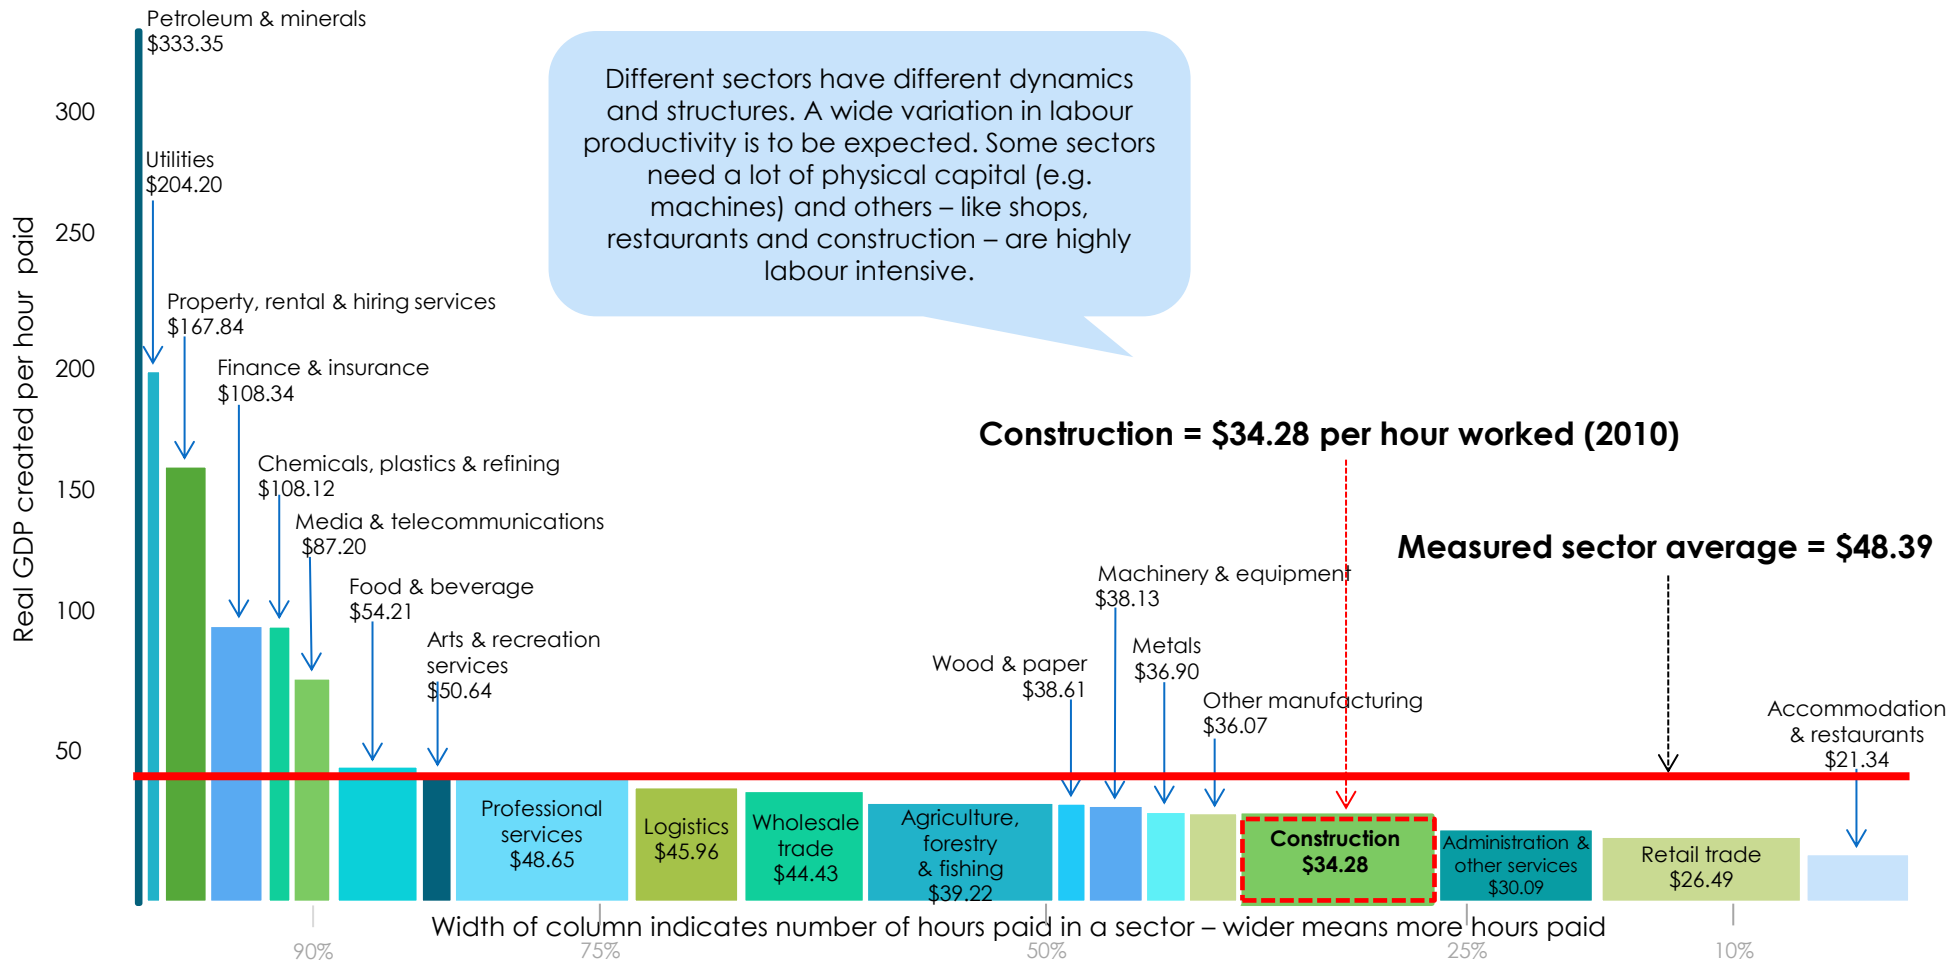 Petroleum & minerals
$333.35
Different sectors have different dynamics
and structures. A wide variation in labour
productivity is to be expected. Some sectors
need a lot of physical capital (e.g.
machines) and others – like shops,
restaurants and construction – are highly
labour intensive.
300
Utilities
$204.20
Real GDP created per hour paid
250
Property, rental & hiring services
$167.84
200
Finance & insurance
$108.34
Construction = $34.28 per hour worked (2010)
150
Chemicals, plastics & refining
$108.12
Media & telecommunications
$87.20
Measured sector average = $48.39
100
Food & beverage
$54.21
Machinery & equipment
$38.13
Arts & recreation
services
$50.64
Wood & paper
$38.61
Metals
$36.90
Other manufacturing
$36.07
Accommodation
& restaurants
$21.34
50
Professional
services
$48.65
Logistics
$45.96
Wholesale
trade
$44.43
Agriculture,
forestry
& fishing
$39.22
Construction
$34.28
Administration &
other services
$30.09
Retail trade
$26.49
Width of column indicates number of hours paid in a sector – wider means more hours paid
90%
75%
50%
25%
10%